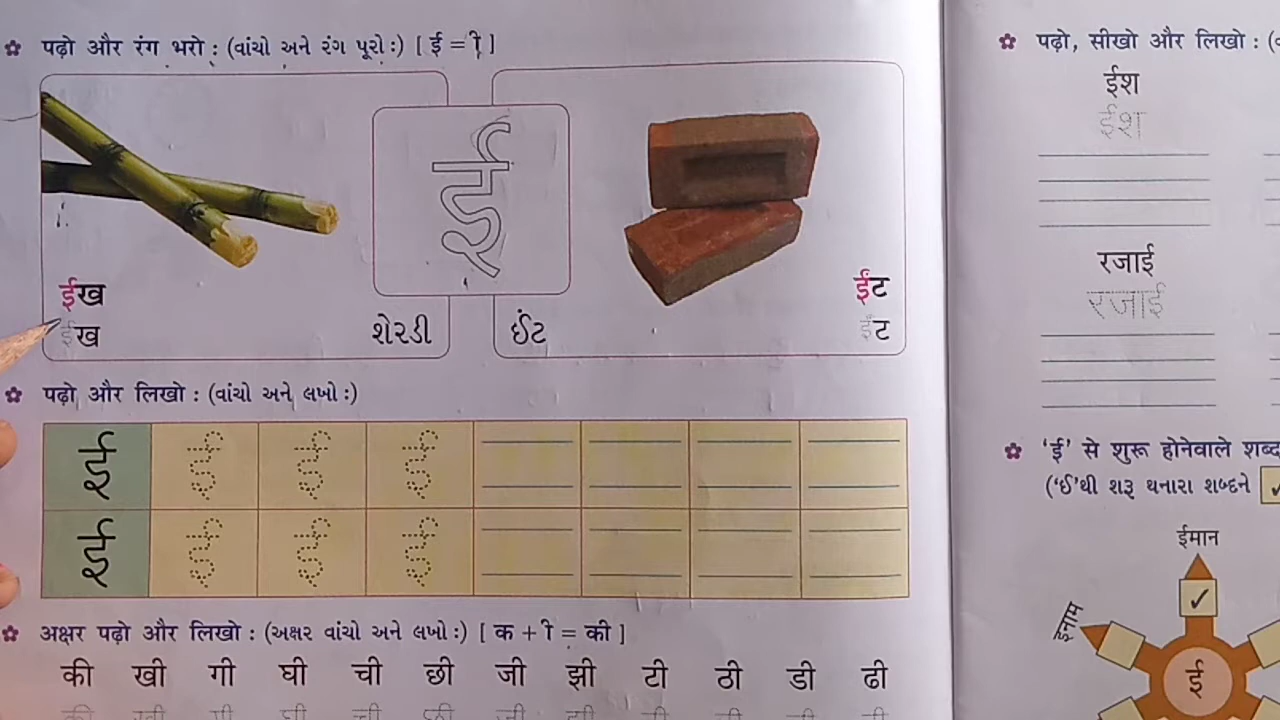 पढ़ो और रंग भरो : (વાંચો અને રંગ પૂરો:) [ ई = ी ]
ई
ईख
ईख
શેરડી
ईंट
ईंट
ઈંટ
पढ़ो और लिखो : (વાંચો અને લખો:)
ई ई ई ई
ई ई ई ई
अक्षर पढ़ो और लिखो : (અક્ષર વાંચો અને લખો:) [ क + ी = की ]
की खी गी घी ची छी जी झी टी ठी डी ढी
की खी गी घी ची छी जी झी टी ठी डी ढी
पढ़ो, सीखो और लिखो :
ईश
ईश
रजाई
रजाई
'ई' से शुरू होनेवाले शब्द
('ઈ'થી શરૂ થનારા શબ્દને ✓
ईमान
✓
इनाम
ई